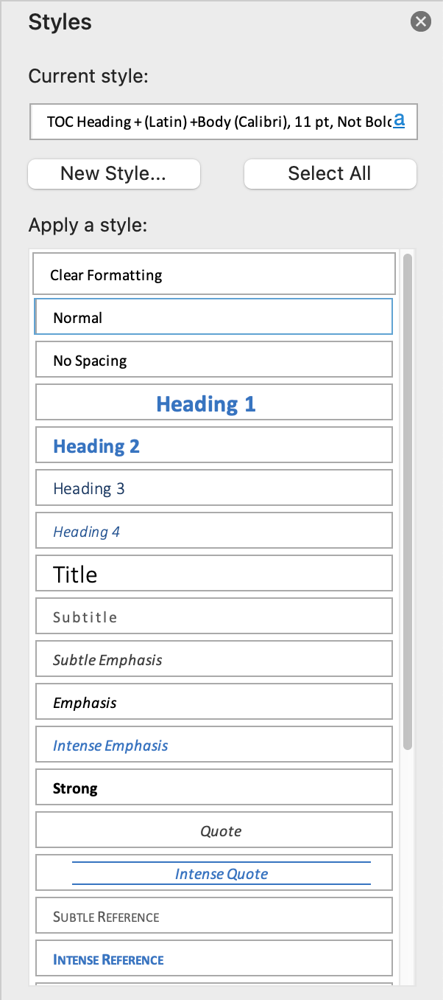 Styles
Current style:
TOC Heading + (Latin) +Body (Calibri), 11 pt, Not Bold a
New Style...
Select All
Apply a style:
Clear Formatting
Normal
No Spacing
Heading 1
Heading 2
Heading 3
Heading 4
Title
Subtitle
Subtle Emphasis
Emphasis
Intense Emphasis
Strong
Quote
Intense Quote
SUBTLE REFERENCE
INTENSE REFERENCE